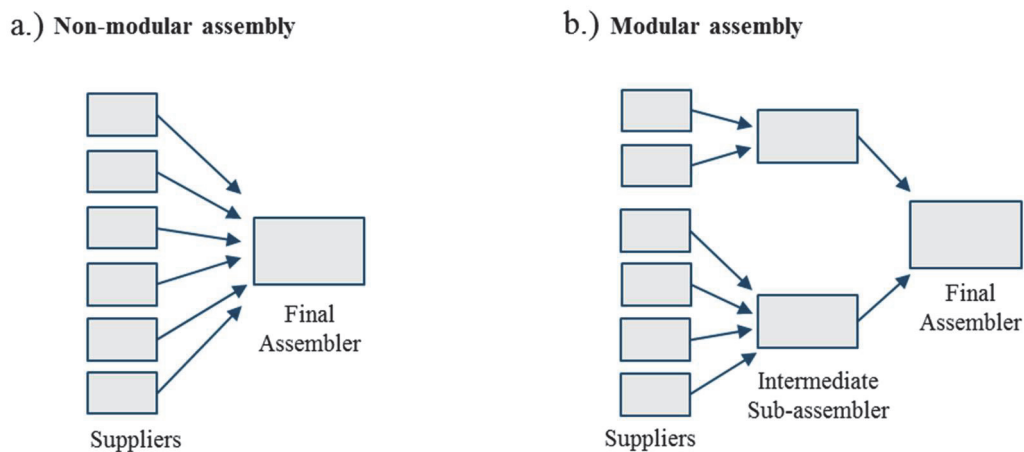 a.) Non-modular assembly
Final
Assembler
Suppliers
b.) Modular assembly
Final
Assembler
Intermediate
Sub-assembler
Suppliers